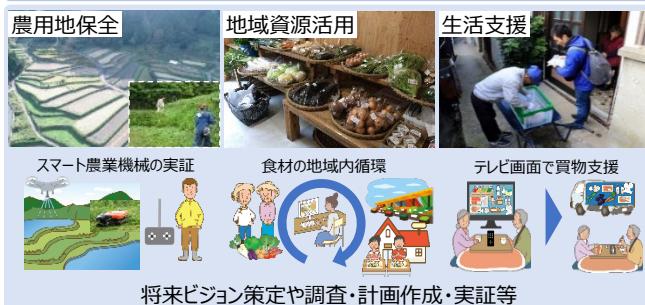 農用地保全
地域資源活用
生活支援
スマート農業機械の実証
食材の地域内循環
テレビ画面で買物支援
将来ビジョン策定や調査・計画作成・実証等